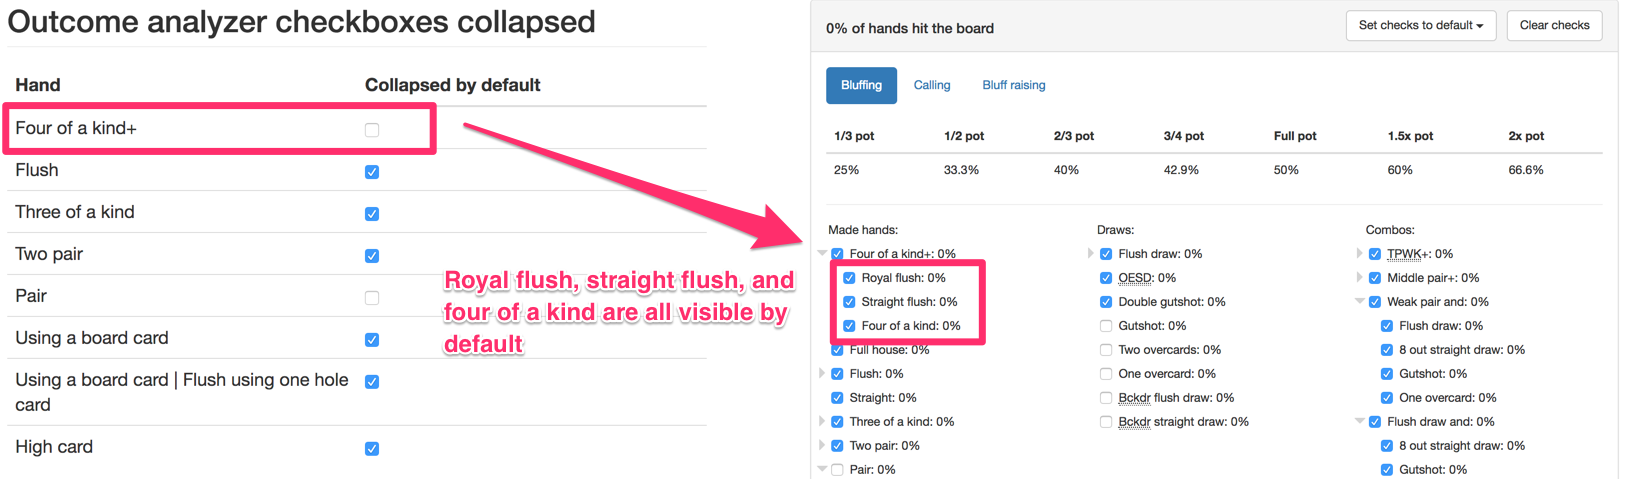 Outcome analyzer checkboxes collapsed
Hand Collapsed by default
Four of a kind+
Flush
Three of a kind
Two pair
Pair
Using a board card
Using a board card | Flush using one hole
card
High card
Royal flush, straight flush, and
four of a kind are all visible by
default
0% of hands hit the board
Set checks to default
Clear checks
Bluffing Calling Bluff raising
1/3 pot 1/2 pot 2/3 pot 3/4 pot Full pot 1.5x pot 2x pot
25% 33.3% 40% 42.9% 50% 60% 66.6%
Made hands:
Four of a kind+: 0%
Royal flush: 0%
Straight flush: 0%
Four of a kind: 0%
Full house: 0%
Flush: 0%
Straight: 0%
Three of a kind: 0%
Two pair: 0%
Pair: 0%
Draws:
Flush draw: 0%
OESD: 0%
Double gutshot: 0%
Gutshot: 0%
Two overcards: 0%
One overcard: 0%
Bckdr flush draw: 0%
Bckdr straight draw: 0%
Combos:
TPWK+: 0%
Middle pair+: 0%
Weak pair and: 0%
Flush draw: 0%
8 out straight draw: 0%
Gutshot: 0%
One overcard: 0%
Flush draw and: 0%
8 out straight draw: 0%
Gutshot: 0%